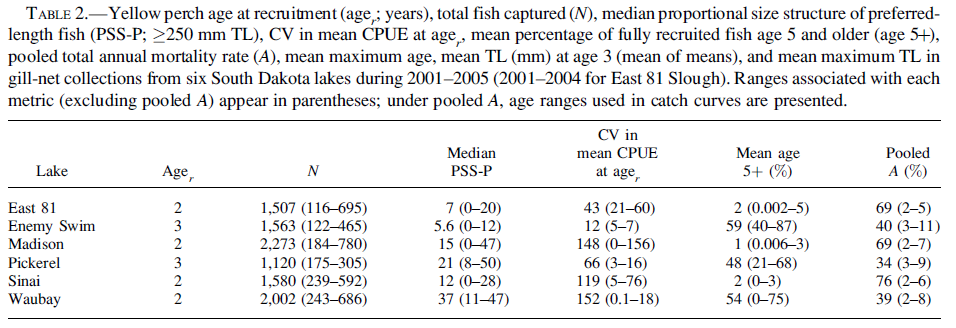 TABLE 2.—Yellow perch age at recruitment (age_r; years), total fish captured (N), median proportional size structure of preferred-
length fish (PSS-P; ≥250 mm TL), CV in mean CPUE at age_r, mean percentage of fully recruited fish age 5 and older (age 5+),
pooled total annual mortality rate (A), mean maximum age, mean TL (mm) at age 3 (mean of means), and mean maximum TL in
gill-net collections from six South Dakota lakes during 2001–2005 (2001–2004 for East 81 Slough). Ranges associated with each
metric (excluding pooled A) appear in parentheses; under pooled A, age ranges used in catch curves are presented.
CV in
Median mean CPUE Mean age Pooled
Lake Age_r N PSS-P at age_r 5+ (%) A (%)
East 81 2 1,507 (116–695) 7 (0–20) 43 (21–60) 2 (0.002–5) 69 (2–5)
Enemy Swim 3 1,563 (122–465) 5.6 (0–12) 12 (5–7) 59 (40–87) 40 (3–11)
Madison 2 2,273 (184–780) 15 (0–47) 148 (0–156) 1 (0.006–3) 69 (2–7)
Pickerel 3 1,120 (175–305) 21 (8–50) 66 (3–16) 48 (21–68) 34 (3–9)
Sinai 2 1,580 (239–592) 12 (0–28) 119 (5–76) 2 (0–3) 76 (2–6)
Waubay 2 2,002 (243–686) 37 (11–47) 152 (0.1–18) 54 (0–75) 39 (2–8)